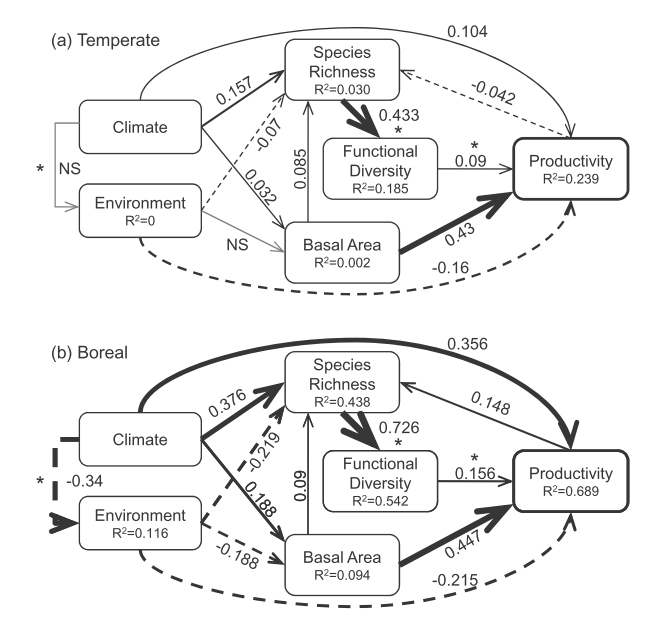 (a) Temperate
0.104
Species
Richness
R²=0.030
0.157
-0.042
Climate
-0.07
0.433
*
*
NS
Functional
Diversity
R²=0.185
*
0.09
Productivity
R²=0.239
0.085
0.032
Environment
R²=0
NS
Basal Area
R²=0.002
0.43
-0.16
(b) Boreal
0.356
Species
Richness
R²=0.438
0.376
0.148
Climate
-0.219
0.726
*
*
-0.34
Functional
Diversity
R²=0.542
*
0.156
Productivity
R²=0.689
0.09
0.188
Environment
R²=0.116
-0.188
Basal Area
R²=0.094
0.447
-0.215